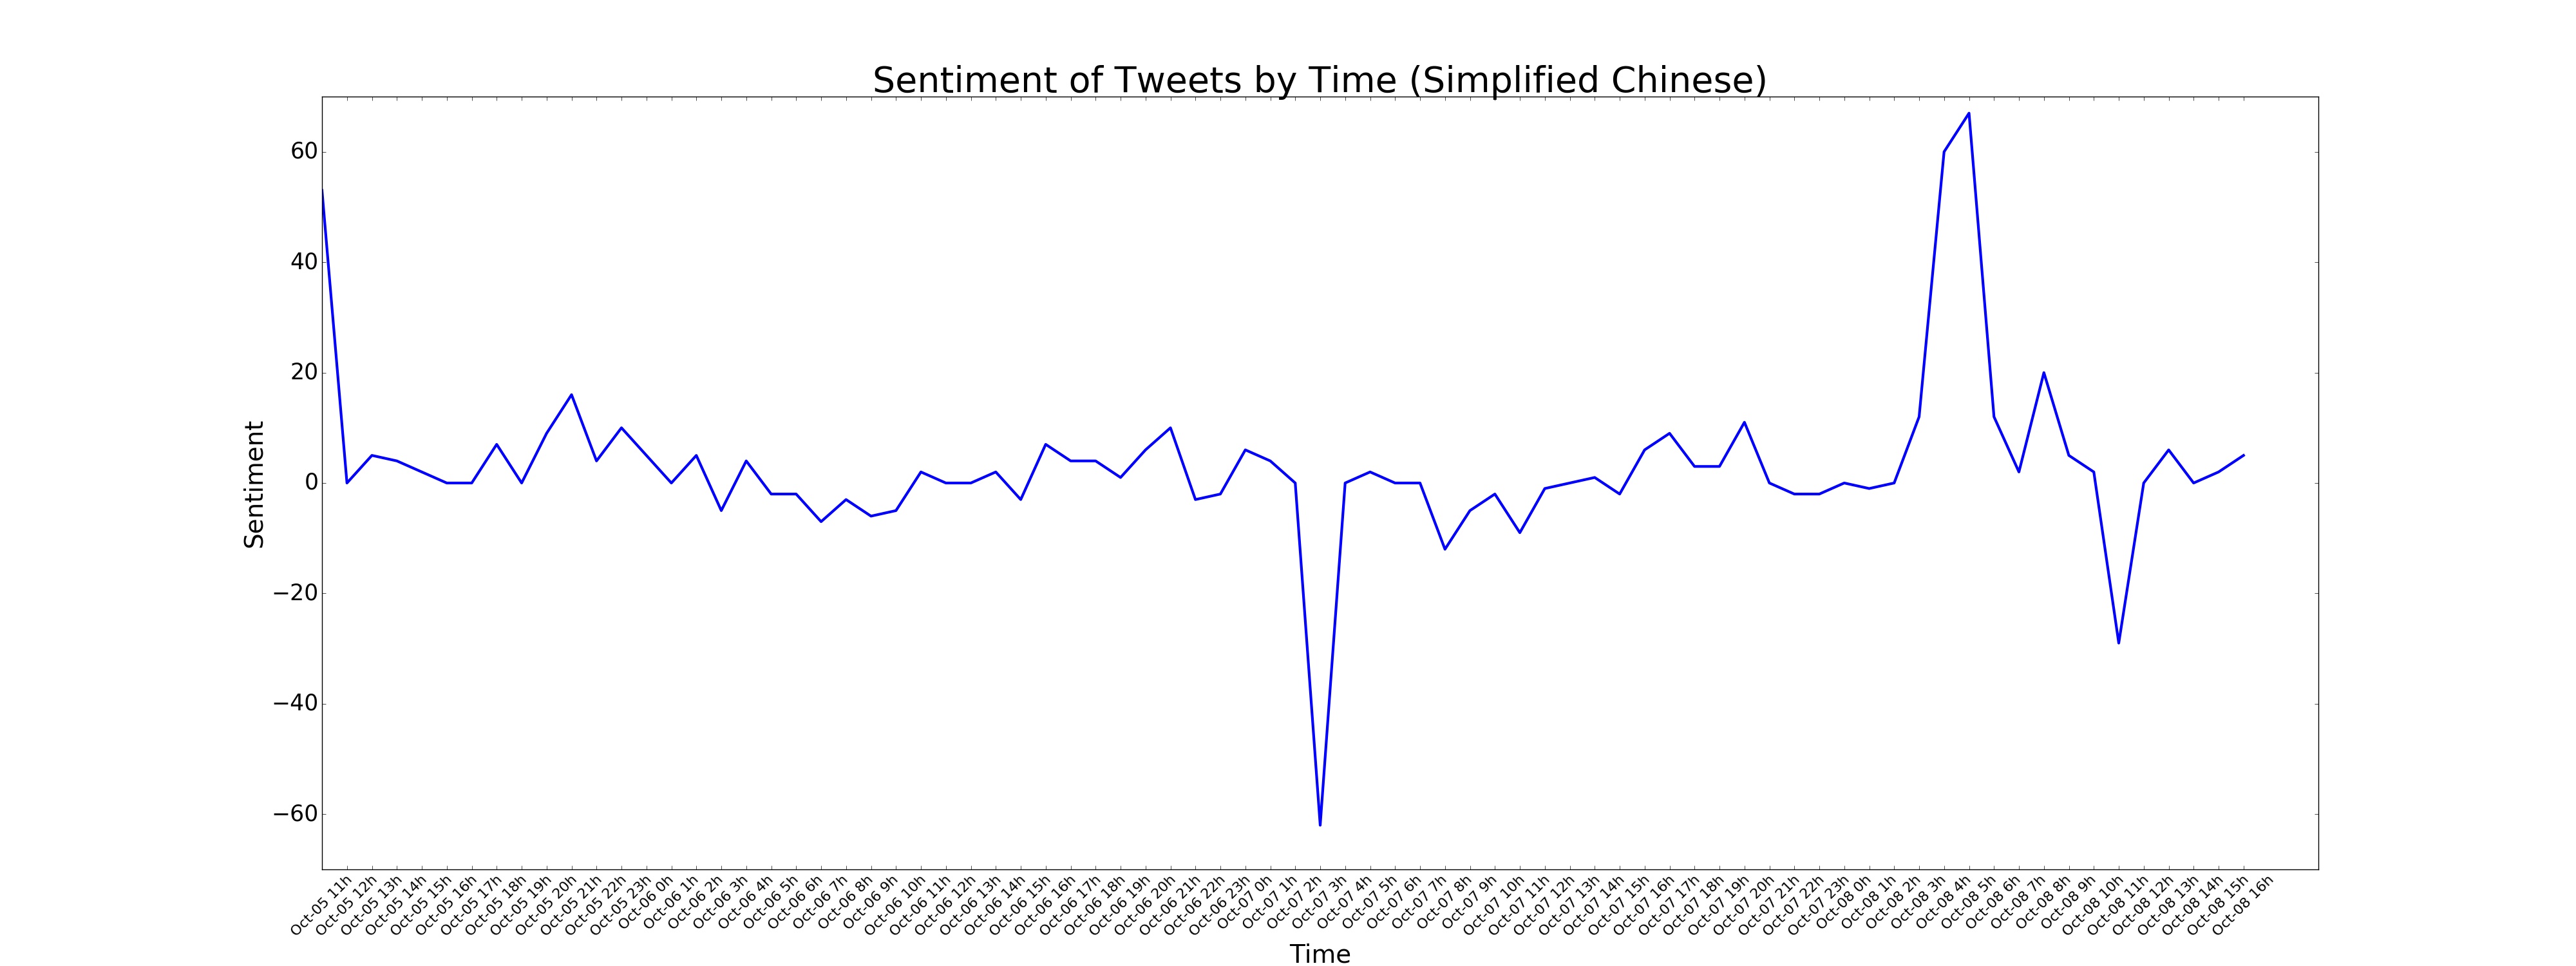 Sentiment of Tweets by Time (Simplified Chinese)
60
40
20
0
−20
−40
−60
Sentiment
Oct-05 11h
Oct-05 12h
Oct-05 13h
Oct-05 14h
Oct-05 15h
Oct-05 16h
Oct-05 17h
Oct-05 18h
Oct-05 19h
Oct-05 20h
Oct-05 21h
Oct-05 22h
Oct-05 23h
Oct-06 0h
Oct-06 1h
Oct-06 2h
Oct-06 3h
Oct-06 4h
Oct-06 5h
Oct-06 6h
Oct-06 7h
Oct-06 8h
Oct-06 9h
Oct-06 10h
Oct-06 11h
Oct-06 12h
Oct-06 13h
Oct-06 14h
Oct-06 15h
Oct-06 16h
Oct-06 17h
Oct-06 18h
Oct-06 19h
Oct-06 20h
Oct-06 21h
Oct-06 22h
Oct-06 23h
Oct-07 0h
Oct-07 1h
Oct-07 2h
Oct-07 3h
Oct-07 4h
Oct-07 5h
Oct-07 6h
Oct-07 7h
Oct-07 8h
Oct-07 9h
Oct-07 10h
Oct-07 11h
Oct-07 12h
Oct-07 13h
Oct-07 14h
Oct-07 15h
Oct-07 16h
Oct-07 17h
Oct-07 18h
Oct-07 19h
Oct-07 20h
Oct-07 21h
Oct-07 22h
Oct-07 23h
Oct-08 0h
Oct-08 1h
Oct-08 2h
Oct-08 3h
Oct-08 4h
Oct-08 5h
Oct-08 6h
Oct-08 7h
Oct-08 8h
Oct-08 9h
Oct-08 10h
Oct-08 11h
Oct-08 12h
Oct-08 13h
Oct-08 14h
Oct-08 15h
Oct-08 16h
Time